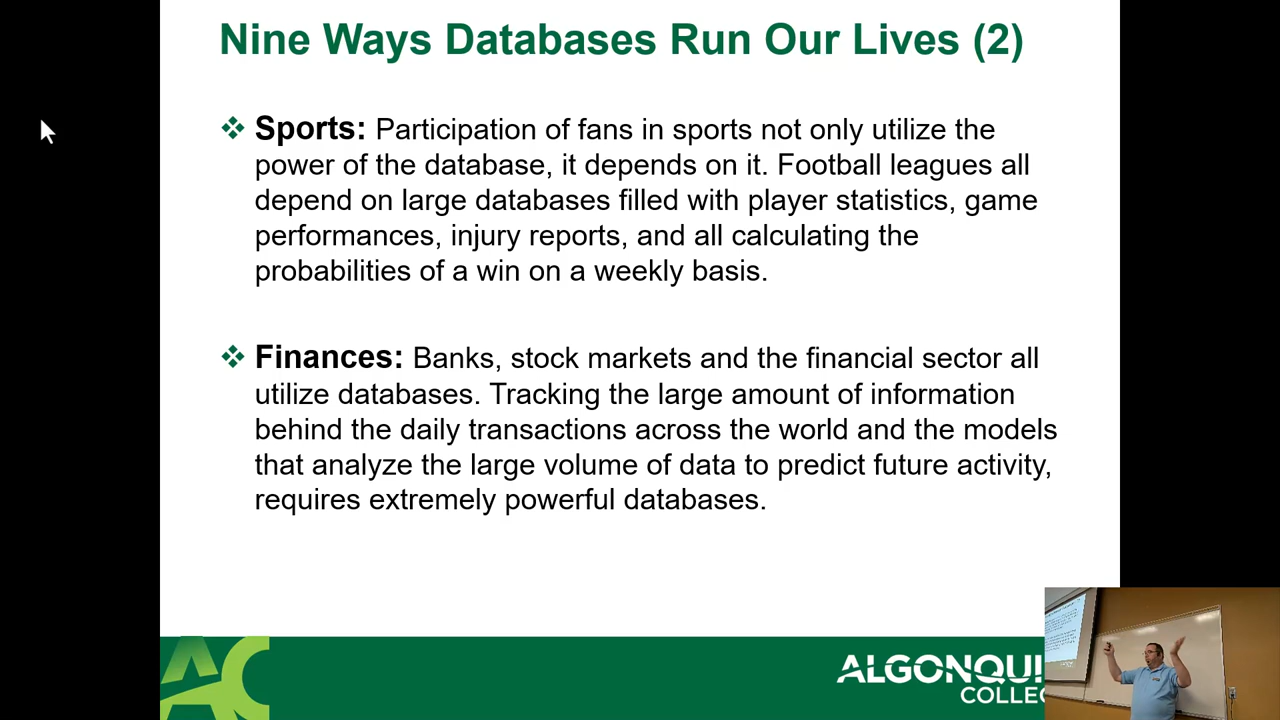 Nine Ways Databases Run Our Lives (2)
❖ Sports: Participation of fans in sports not only utilize the
power of the database, it depends on it. Football leagues all
depend on large databases filled with player statistics, game
performances, injury reports, and all calculating the
probabilities of a win on a weekly basis.
❖ Finances: Banks, stock markets and the financial sector all
utilize databases. Tracking the large amount of information
behind the daily transactions across the world and the models
that analyze the large volume of data to predict future activity,
requires extremely powerful databases.
AC
ALGONQUI
COLLE